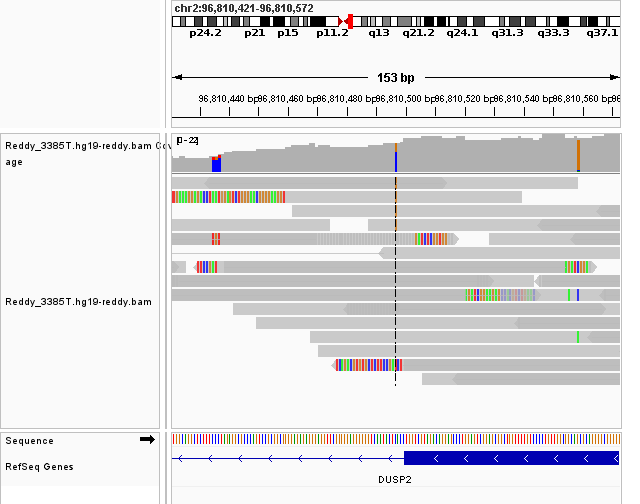 chr2:96,810,421-96,810,572
p24.2 p21 p15 p11.2 q13 q21.2 q24.1 q31.3 q33.3 q37.1
153 bp
96,810,440 bp 96,810,460 bp 96,810,480 bp 96,810,500 bp 96,810,520 bp 96,810,540 bp 96,810,560 bp
Reddy_3385T.hg19-reddy.bam Cov
age
[0-22]
Reddy_3385T.hg19-reddy.bam
Sequence
RefSeq Genes
DUSP2